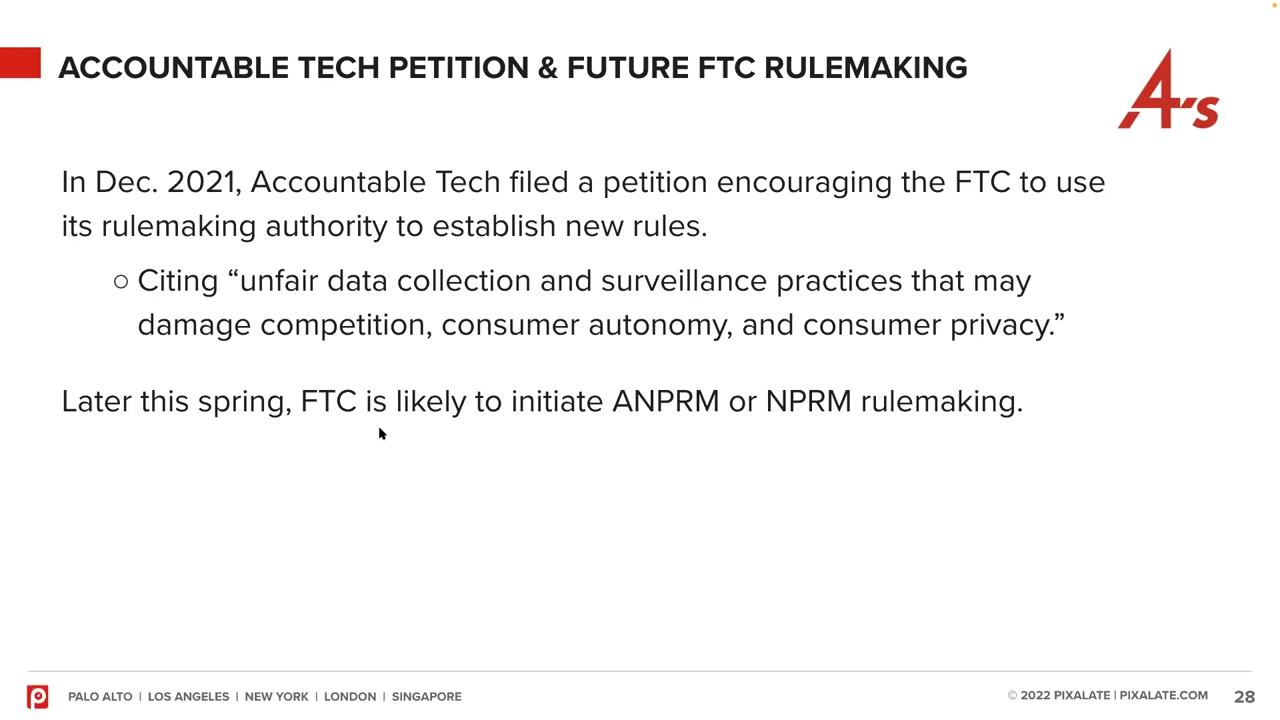 ACCOUNTABLE TECH PETITION & FUTURE FTC RULEMAKING
A's
In Dec. 2021, Accountable Tech filed a petition encouraging the FTC to use
its rulemaking authority to establish new rules.
○ Citing “unfair data collection and surveillance practices that may
damage competition, consumer autonomy, and consumer privacy.”
Later this spring, FTC is likely to initiate ANPRM or NPRM rulemaking.
PALO ALTO | LOS ANGELES | NEW YORK | LONDON | SINGAPORE
© 2022 PIXALATE | PIXALATE.COM 28